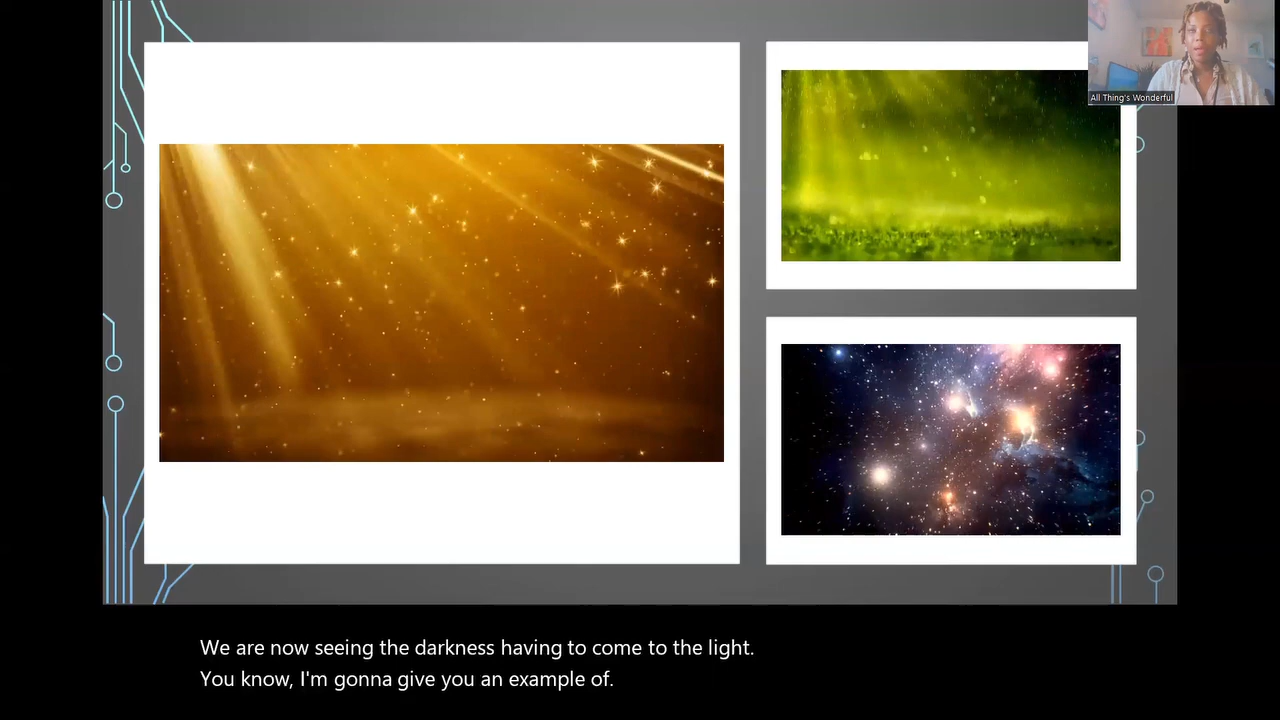 All Thing's Wonderful
We are now seeing the darkness having to come to the light.
You know, I'm gonna give you an example of.